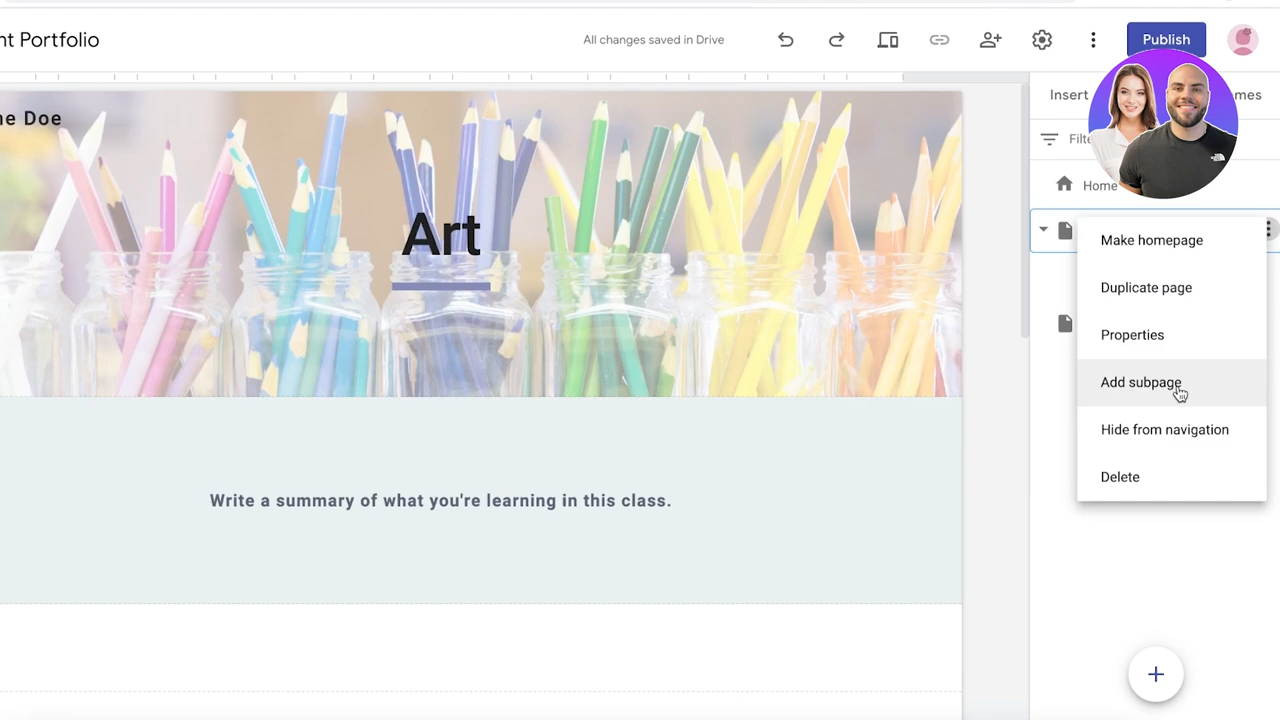 nt Portfolio
All changes saved in Drive
Publish
Insert
mes
ne Doe
Home
Art
Make homepage
Duplicate page
Properties
Add subpage
Hide from navigation
Delete
Write a summary of what you're learning in this class.